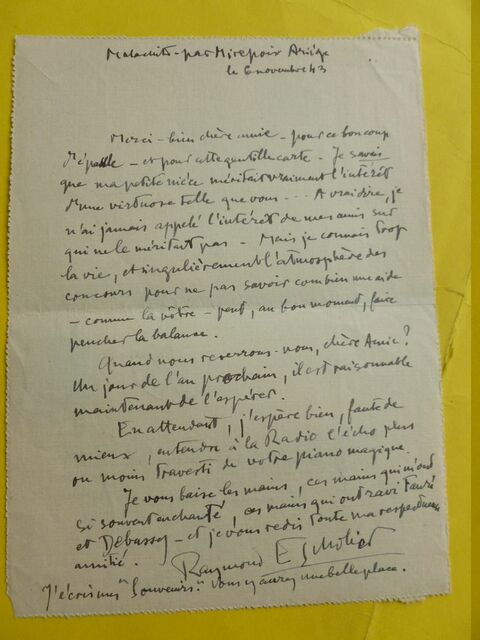 Malaquit - par Mirepoix Ariège
le 6 novembre 43
Merci - bien chère amie - pour ce bon coup
d'épaule - et pour cette gentille carte. Je savais
que ma petite nièce méritait vraiment l'intérêt
d'une virtuose telle que vous... A vrai dire, je
n'ai jamais appelé l'intérêt de mes amis sur
qui ne le méritait pas - Mais je connais trop
la vie, et singulièrement l'atmosphère des
concours pour ne pas savoir combien une aide
- comme la vôtre - peut, au bon moment, faire
pencher la balance.
Quand nous reverrons-nous, chère Amie?
Un jour de l'an prochain, il est raisonnable
maintenant de l'espérer.
En attendant, j'espère bien, faute de
mieux, entendre à la Radio l'écho plus
ou moins travesti de votre piano magique.
Je vous baise les mains, ces mains qui m'ont
si souvent enchanté, ces mains qui ont ravi Fauré
et Debussy - et je vous redis toute ma respectueuse
amitié.
Raymond Escholier
J'écris mes "Souvenirs". Vous y aurez une belle place.